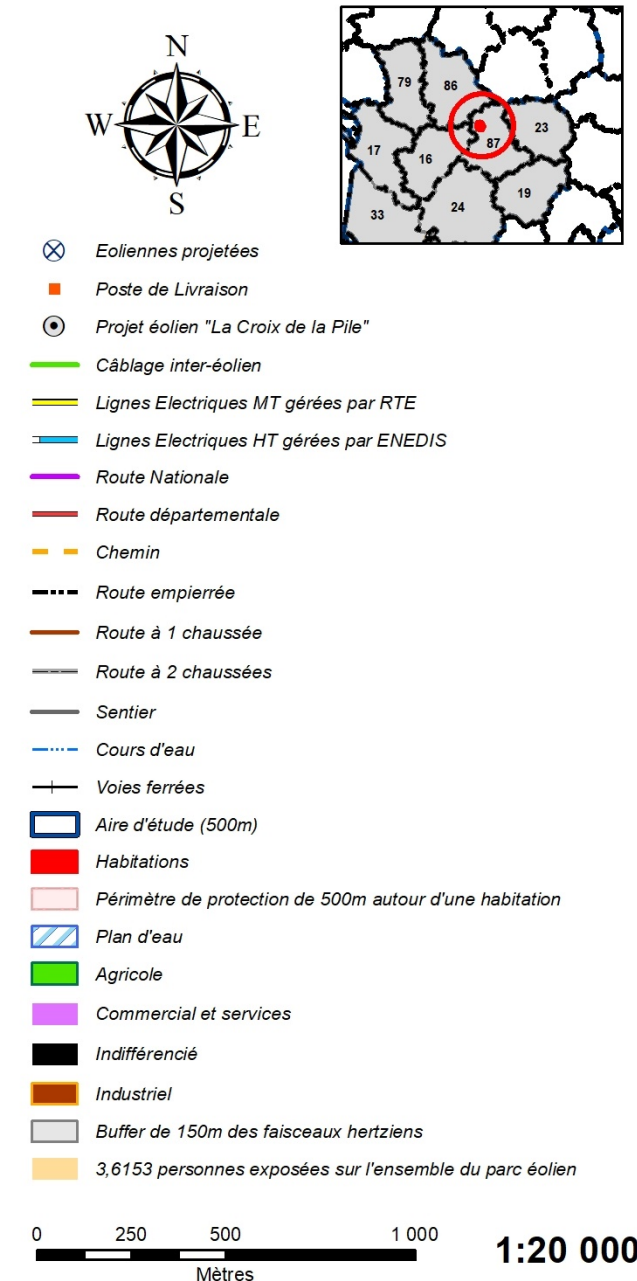 N
W E
S
79
86
23
87
17
16
19
24
33
Eoliennes projetées
Poste de Livraison
Projet éolien "La Croix de la Pile"
Câblage inter-éolien
Lignes Electriques MT gérées par RTE
Lignes Electriques HT gérées par ENEDIS
Route Nationale
Route départementale
Chemin
Route empierrée
Route à 1 chaussée
Route à 2 chaussées
Sentier
Cours d'eau
Voies ferrées
Aire d'étude (500m)
Habitations
Périmètre de protection de 500m autour d'une habitation
Plan d'eau
Agricole
Commercial et services
Indifférencié
Industriel
Buffer de 150m des faisceaux hertziens
3,6153 personnes exposées sur l'ensemble du parc éolien
0 250 500 1 000
Mètres
1:20 000